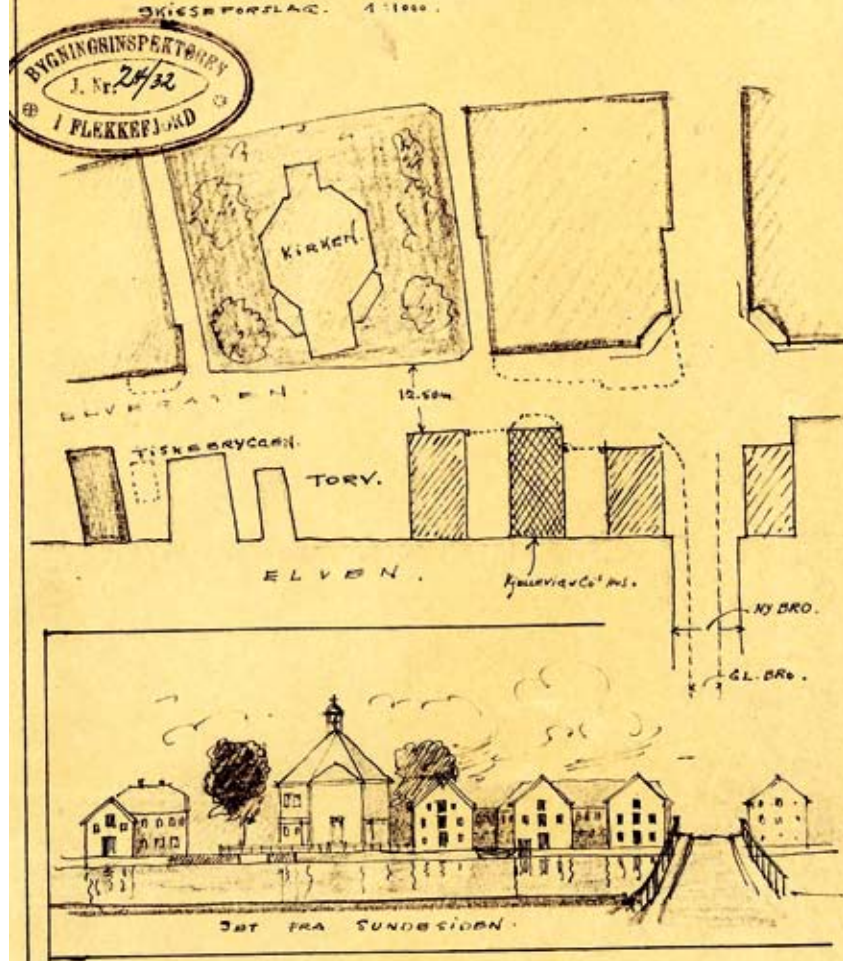 SKISSEFORSLAG. 1:1000.
BYGNINGSINSPEKTØREN
J. Nr. 24/32
I FLEKKEFJORD
KIRKEN.
ELVEGATEN.
12.50m
FISKEBRYGGEN.
TORV.
ELVEN.
NY BRO.
GL. BRO.
SET FRA SUNDESIDEN.